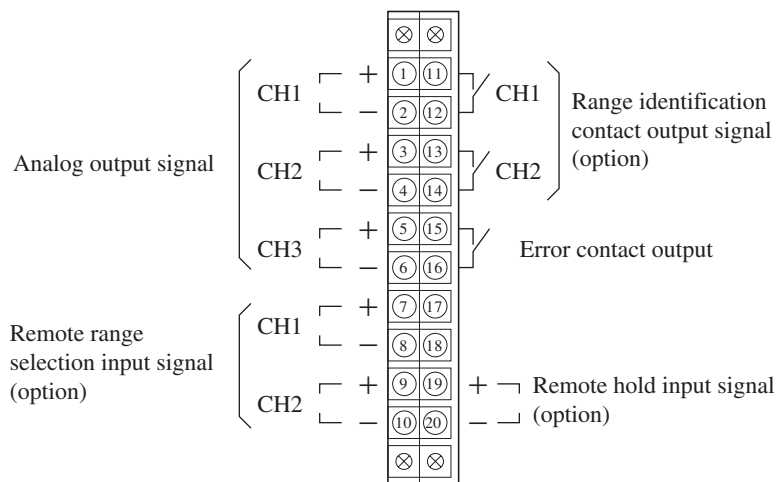 Analog output signal
CH1
+
−
CH2
+
−
CH3
+
−
Remote range
selection input signal
(option)
CH1
+
−
CH2
+
−
1 11
2 12
3 13
4 14
5 15
6 16
7 17
8 18
9 19
10 20
CH1
CH2
Range identification
contact output signal
(option)
Error contact output
+
−
Remote hold input signal
(option)